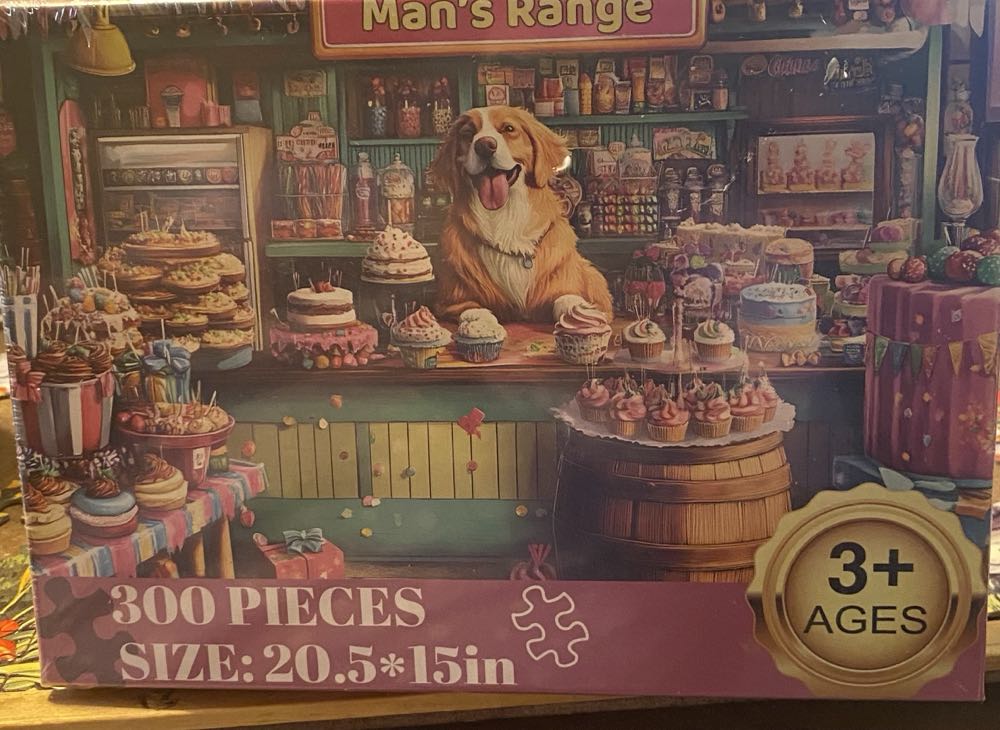 Man's Range
300 PIECES
SIZE: 20.5*15in
3+
AGES